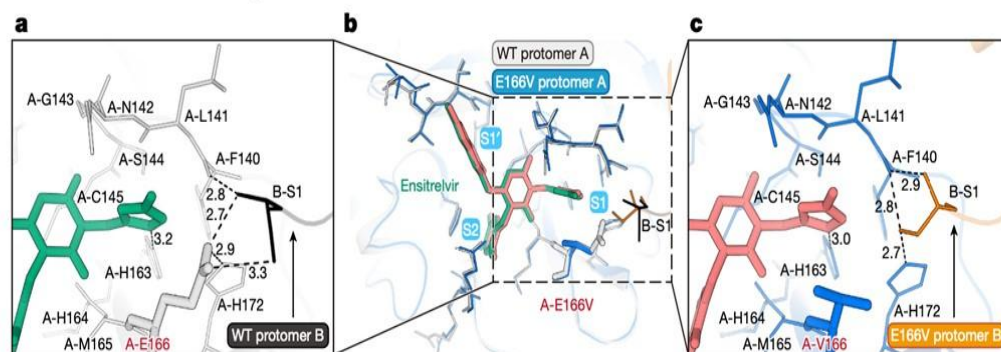 a
A-G143
A-N142
A-L141
A-S144
A-F140
2.8
B-S1
A-C145
2.7
3.2
2.9
3.3
A-H163
A-H164
A-H172
A-M165
A-E166
WT protomer B
b
WT protomer A
E166V protomer A
S1′
Ensitrelvir
S1
S2
B-S1
A-E166V
c
A-G143
A-N142
A-L141
A-S144
A-F140
2.9
B-S1
A-C145
2.8
3.0
2.7
A-H163
A-H164
A-H172
A-M165
A-V166
E166V protomer B